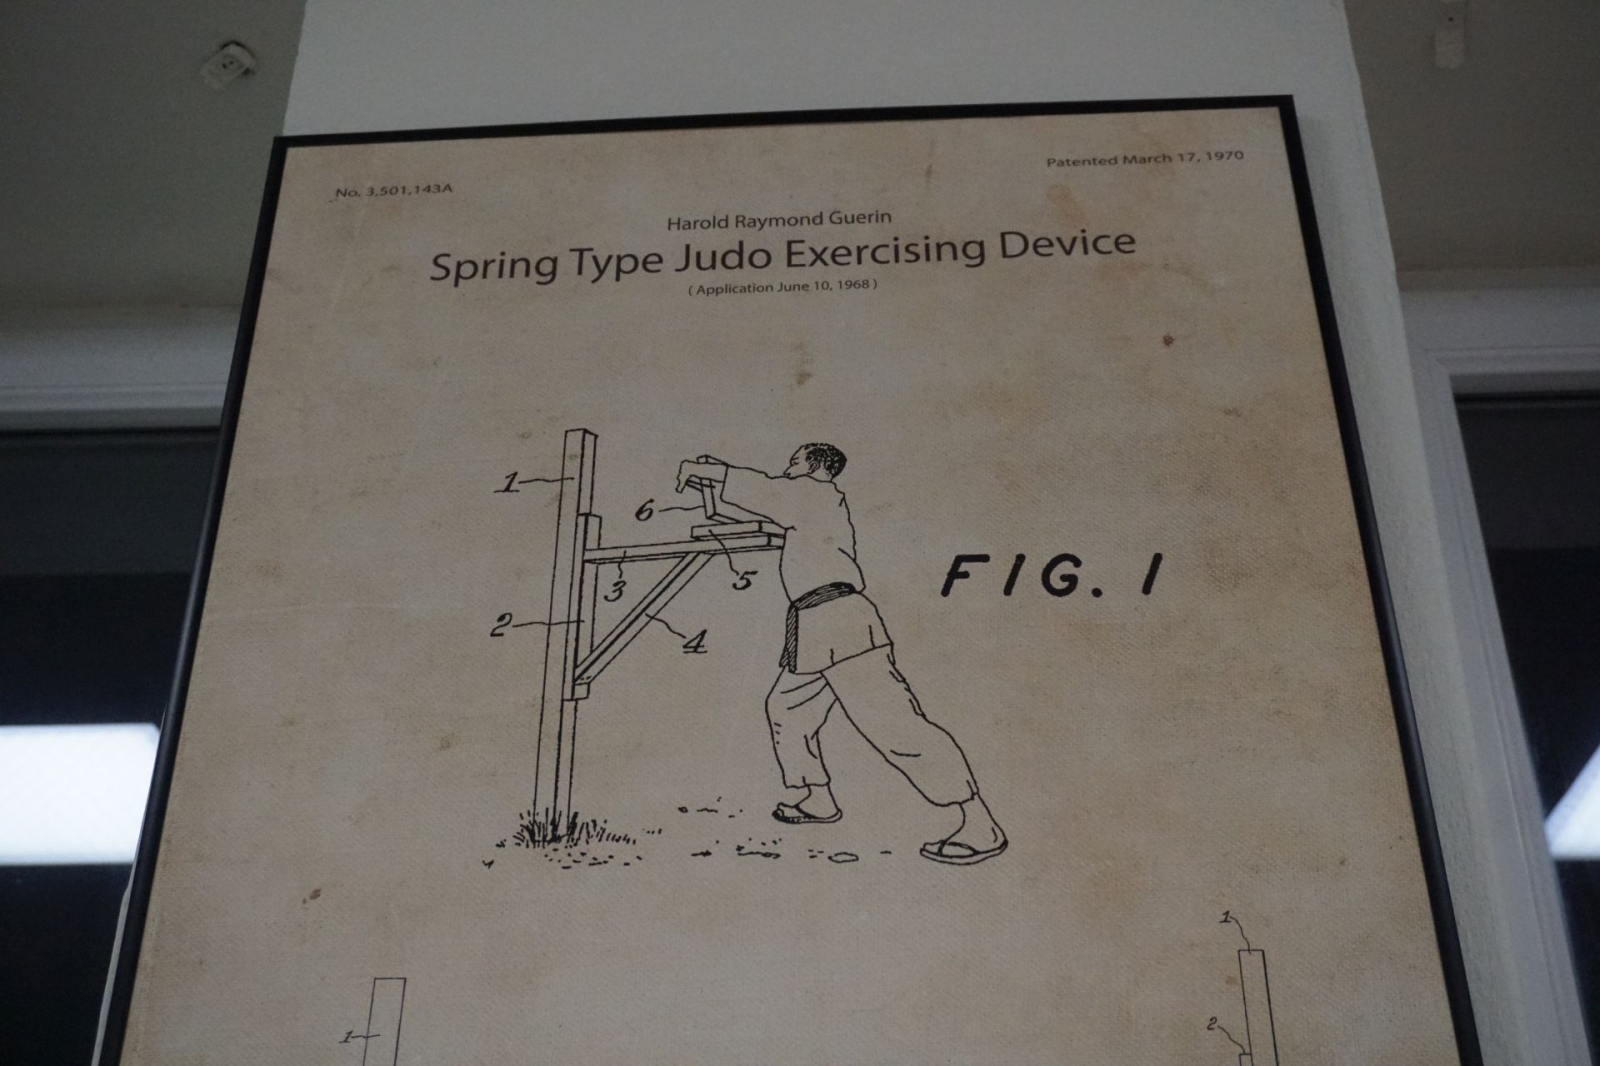 No. 3,501,143A
Patented March 17, 1970
Harold Raymond Guerin
Spring Type Judo Exercising Device
( Application June 10, 1968 )
1
6
5
3
2
4
FIG. 1
1
1
2